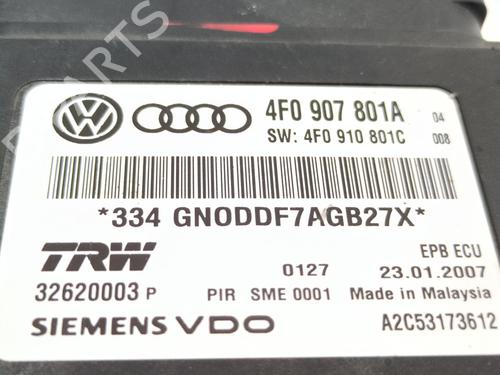 PARTS
4F0 907 801A 04
SW: 4F0 910 801C 008
*334 GNODDF7AGB27X*
TRW EPB ECU
0127 23.01.2007
32620003 P PIR SME 0001 Made in Malaysia
SIEMENS VDO A2C53173612